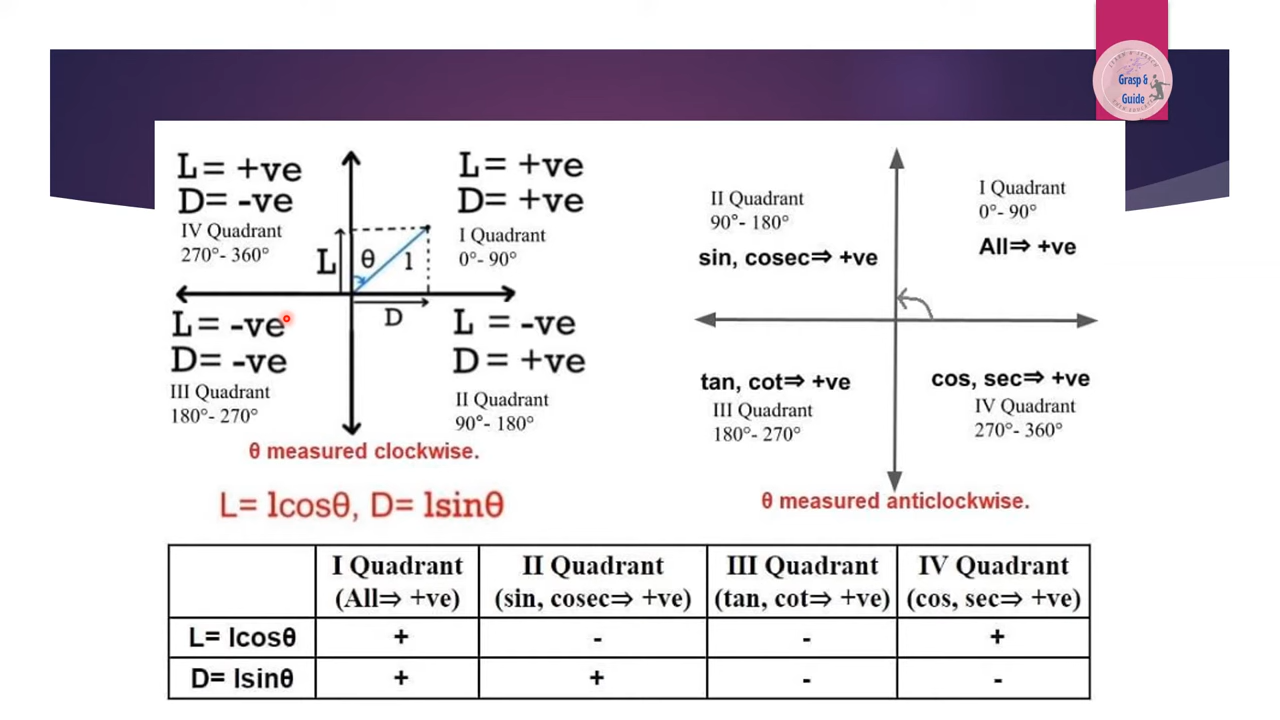 Grasp &
Guide
L= +ve
D= -ve
IV Quadrant
270°- 360°
L= +ve
D= +ve
I Quadrant
0°- 90°
L
θ
l
D
L= -ve
D= -ve
III Quadrant
180°- 270°
L = -ve
D= +ve
II Quadrant
90°- 180°
θ measured clockwise.
L= lcosθ, D= lsinθ
II Quadrant
90°- 180°
sin, cosec⇒ +ve
I Quadrant
0°- 90°
All⇒ +ve
tan, cot⇒ +ve
III Quadrant
180°- 270°
cos, sec⇒ +ve
IV Quadrant
270°- 360°
θ measured anticlockwise.
I Quadrant II Quadrant III Quadrant IV Quadrant
(All⇒ +ve) (sin, cosec⇒ +ve) (tan, cot⇒ +ve) (cos, sec⇒ +ve)
L= lcosθ + - - +
D= lsinθ + + - -